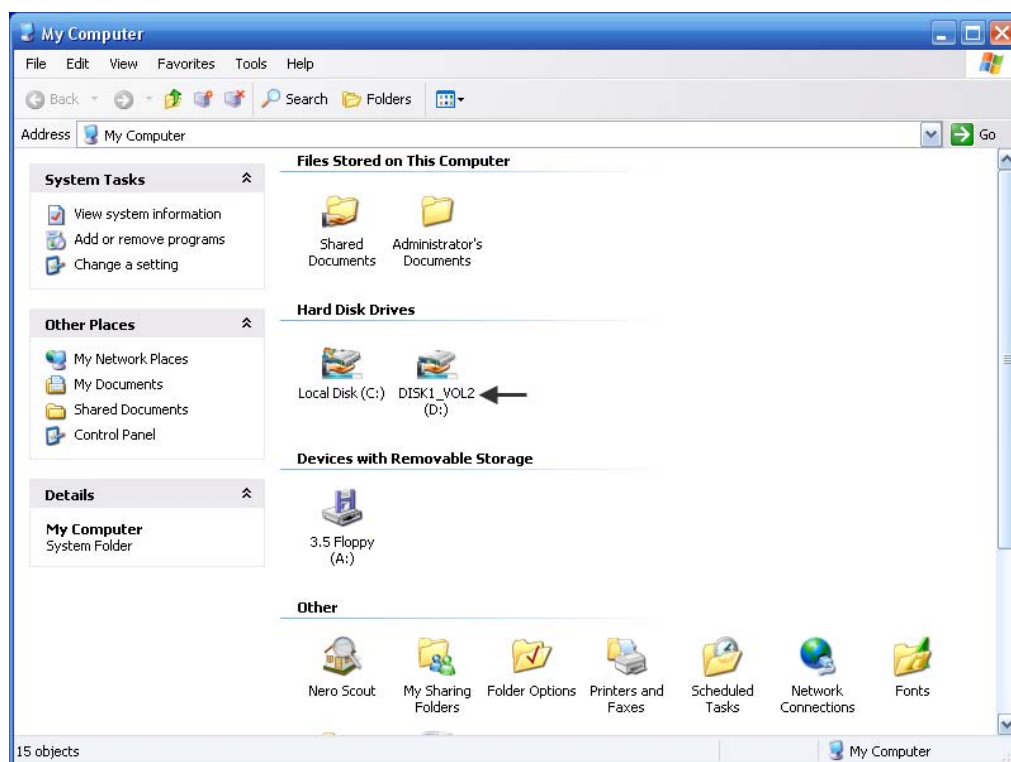 My Computer
File Edit View Favorites Tools Help
Back Search Folders
Address My Computer Go
System Tasks
View system information
Add or remove programs
Change a setting
Other Places
My Network Places
My Documents
Shared Documents
Control Panel
Details
My Computer
System Folder
Files Stored on This Computer
Shared
Documents
Administrator's
Documents
Hard Disk Drives
Local Disk (C:)
DISK1_VOL2
(D:)
Devices with Removable Storage
3.5 Floppy
(A:)
Other
Nero Scout
My Sharing
Folders
Folder Options
Printers and
Faxes
Scheduled
Tasks
Network
Connections
Fonts
15 objects
My Computer